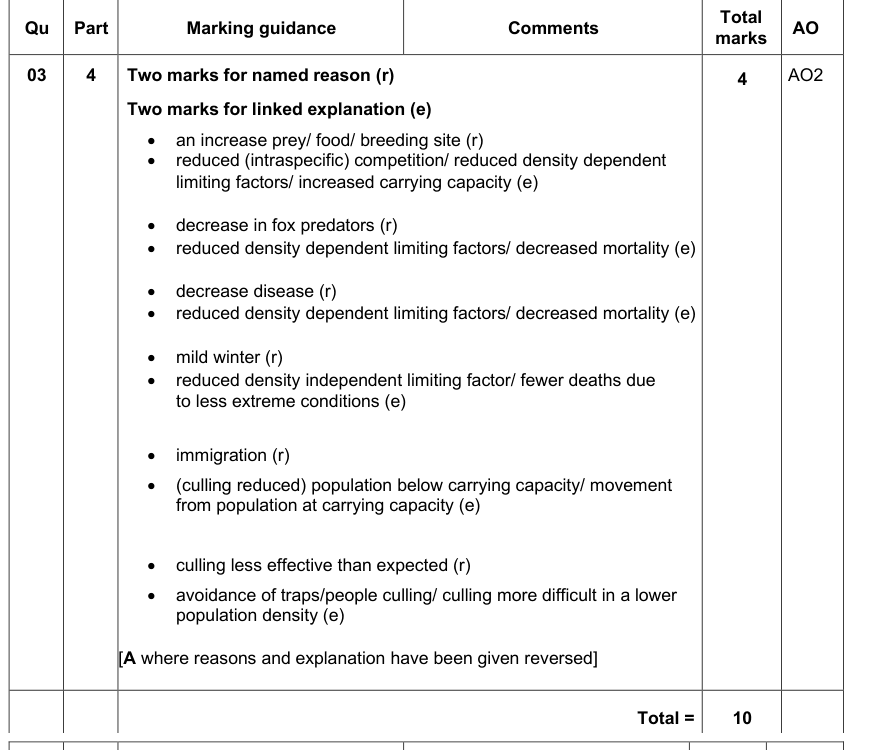 Qu Part Marking guidance Comments Total marks AO
03 4 Two marks for named reason (r) 4 AO2
Two marks for linked explanation (e)
• an increase prey/ food/ breeding site (r)
• reduced (intraspecific) competition/ reduced density dependent
limiting factors/ increased carrying capacity (e)
• decrease in fox predators (r)
• reduced density dependent limiting factors/ decreased mortality (e)
• decrease disease (r)
• reduced density dependent limiting factors/ decreased mortality (e)
• mild winter (r)
• reduced density independent limiting factor/ fewer deaths due
to less extreme conditions (e)
• immigration (r)
• (culling reduced) population below carrying capacity/ movement
from population at carrying capacity (e)
• culling less effective than expected (r)
• avoidance of traps/people culling/ culling more difficult in a lower
population density (e)
[A where reasons and explanation have been given reversed]
Total = 10